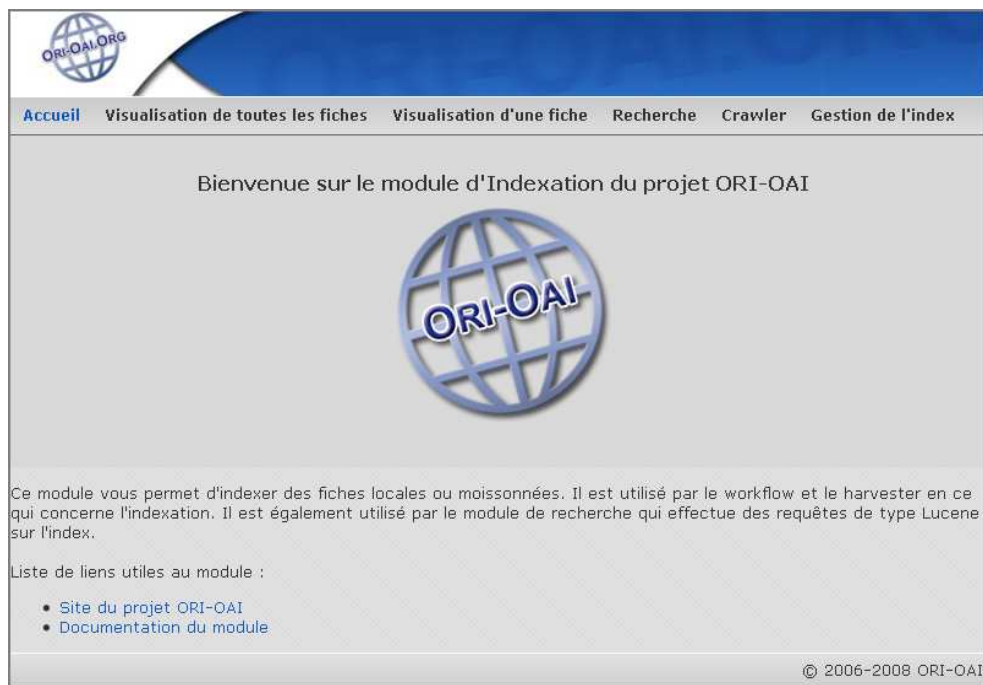 ORI-OAI.ORG
Accueil Visualisation de toutes les fiches Visualisation d'une fiche Recherche Crawler Gestion de l'index
Bienvenue sur le module d'Indexation du projet ORI-OAI
ORI-OAI
Ce module vous permet d'indexer des fiches locales ou moissonnées. Il est utilisé par le workflow et le harvester en ce
qui concerne l'indexation. Il est également utilisé par le module de recherche qui effectue des requêtes de type Lucene
sur l'index.
Liste de liens utiles au module :
• Site du projet ORI-OAI
• Documentation du module
© 2006-2008 ORI-OAI